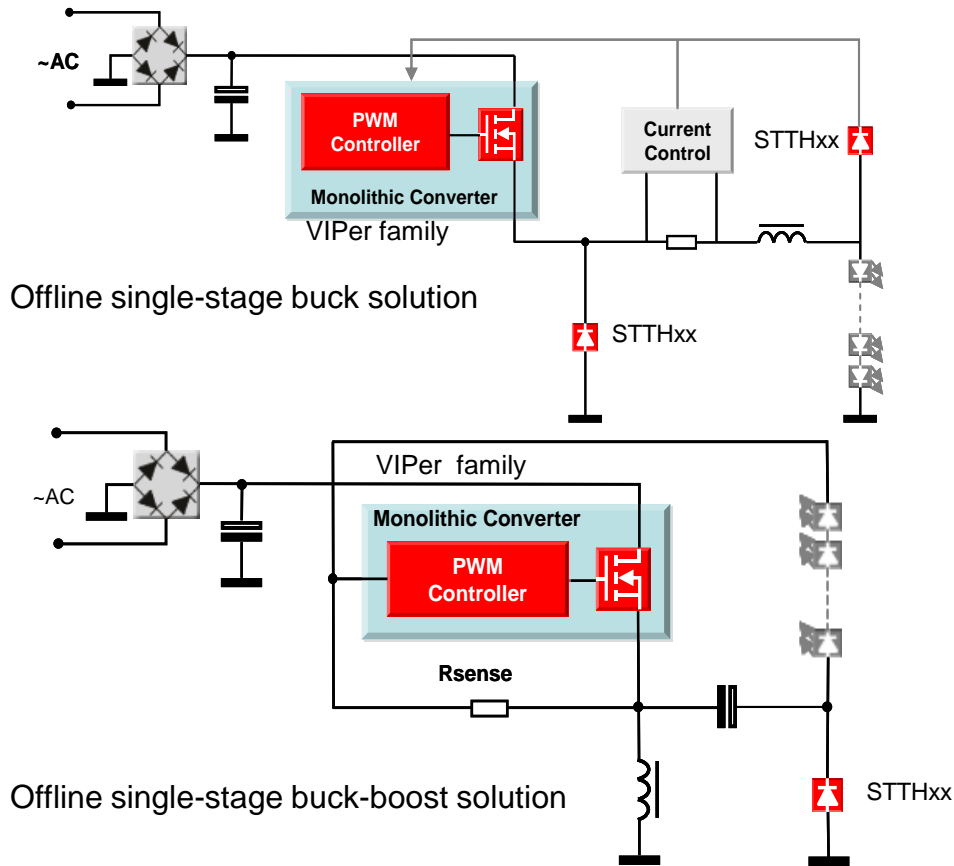 ~AC
PWM
Controller
Monolithic Converter
VIPer family
Current
Control
STTHxx
Offline single-stage buck solution
STTHxx
VIPer family
~AC
Monolithic Converter
PWM
Controller
Rsense
Offline single-stage buck-boost solution
STTHxx